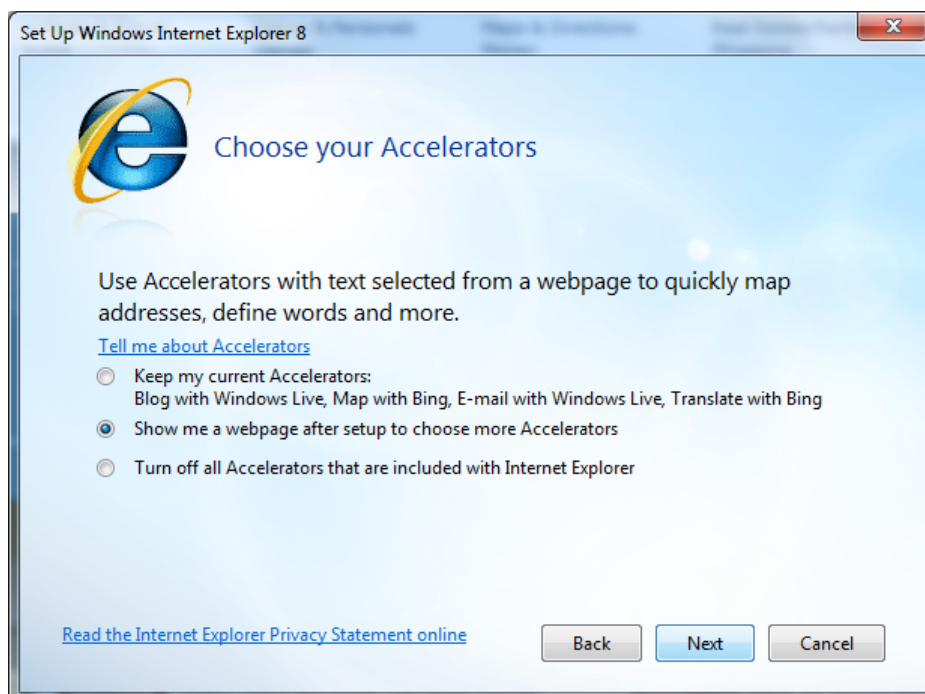 Set Up Windows Internet Explorer 8
Choose your Accelerators
Use Accelerators with text selected from a webpage to quickly map
addresses, define words and more.
Tell me about Accelerators
Keep my current Accelerators:
Blog with Windows Live, Map with Bing, E-mail with Windows Live, Translate with Bing
Show me a webpage after setup to choose more Accelerators
Turn off all Accelerators that are included with Internet Explorer
Read the Internet Explorer Privacy Statement online
Back Next Cancel